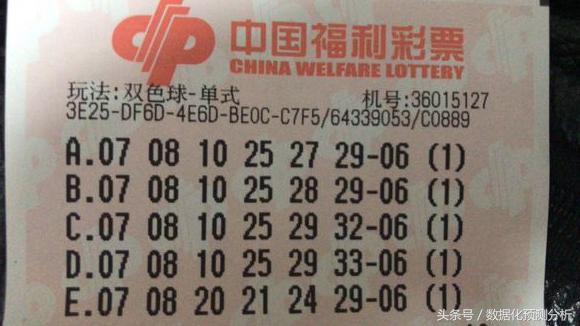 中国福利彩票
CHINA WELFARE LOTTERY
玩法:双色球-单式 机号:36015127
3E25-DF6D-4E6D-BE0C-C7F5/64339053/C0889
A.07 08 10 25 27 29-06 (1)
B.07 08 10 25 28 29-06 (1)
C.07 08 10 25 29 32-06 (1)
D.07 08 10 25 29 33-06 (1)
E.07 08 20 21 24 29-06 (1)
头条号 / 数据化预测分析